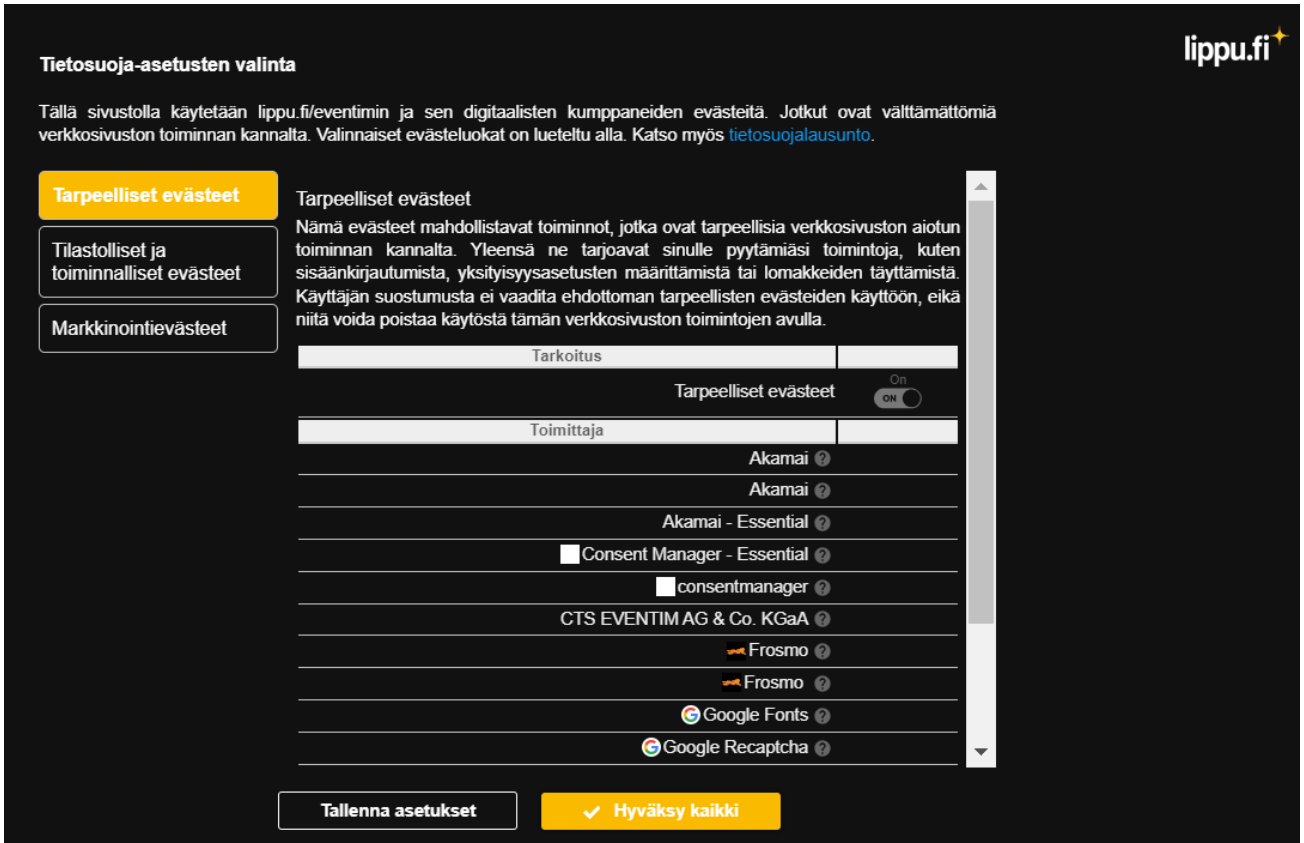 lippu.fi
Tietosuoja-asetusten valinta
Tällä sivustolla käytetään lippu.fi/eventimin ja sen digitaalisten kumppaneiden evästeitä. Jotkut ovat välttämättömiä
verkkosivuston toiminnan kannalta. Valinnaiset evästeluokat on lueteltu alla. Katso myös tietosuojalausunto.
Tarpeelliset evästeet
Tilastolliset ja
toiminnalliset evästeet
Markkinointievästeet
Tarpeelliset evästeet
Nämä evästeet mahdollistavat toiminnot, jotka ovat tarpeellisia verkkosivuston aiotun
toiminnan kannalta. Yleensä ne tarjoavat sinulle pyytämiäsi toimintoja, kuten
sisäänkirjautumista, yksityisyysasetusten määrittämistä tai lomakkeiden täyttämistä.
Käyttäjän suostumusta ei vaadita ehdottoman tarpeellisten evästeiden käyttöön, eikä
niitä voida poistaa käytöstä tämän verkkosivuston toimintojen avulla.
Tarkoitus
On
Tarpeelliset evästeet ON
Toimittaja
Akamai ?
Akamai ?
Akamai - Essential ?
Consent Manager - Essential ?
consentmanager ?
CTS EVENTIM AG & Co. KGaA ?
Frosmo ?
Frosmo ?
Google Fonts ?
Google Recaptcha ?
Tallenna asetukset
Hyväksy kaikki